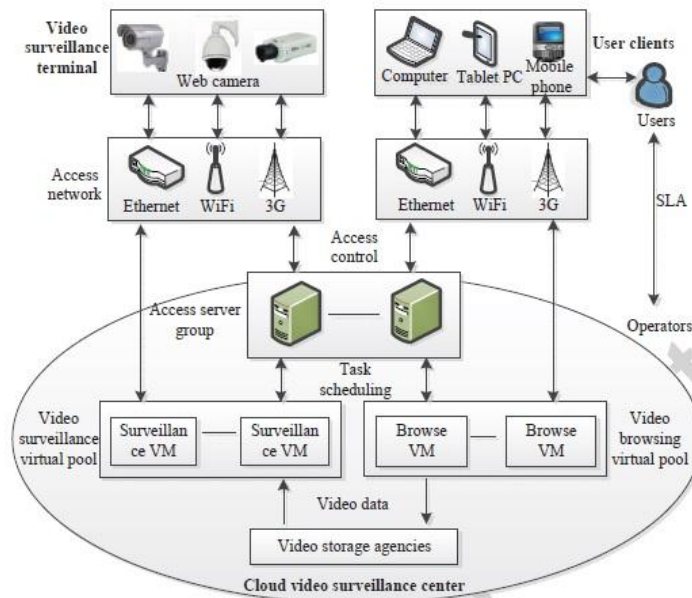 Video
surveillance
terminal
Web camera
Computer
Tablet PC
Mobile
phone
User clients
Users
Access
network
Ethernet
WiFi
3G
Ethernet
WiFi
3G
SLA
Access
control
Access server
group
Operators
Task
scheduling
Video
surveillance
virtual pool
Surveillan
ce VM
Surveillan
ce VM
Browse
VM
Browse
VM
Video
browsing
virtual pool
Video data
Video storage agencies
Cloud video surveillance center